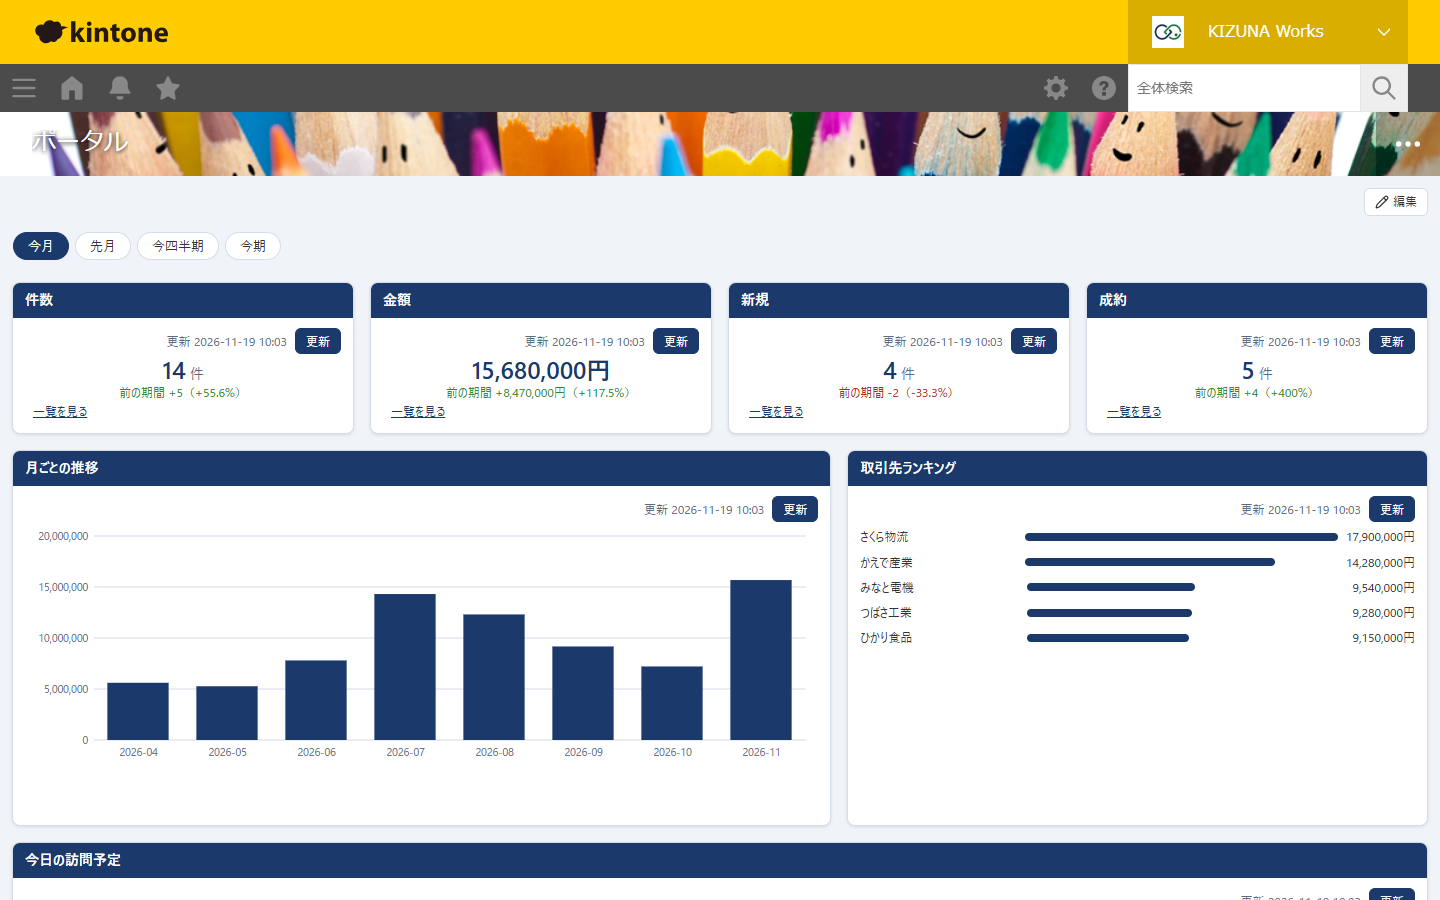 kintone
KIZUNA Works
全体検索
ポータル
編集
今月 先月 今四半期 今期
件数
更新 2026-11-19 10:03 更新
14 件
前の期間 +5（+55.6%）
一覧を見る
金額
更新 2026-11-19 10:03 更新
15,680,000円
前の期間 +8,470,000円（+117.5%）
一覧を見る
新規
更新 2026-11-19 10:03 更新
4 件
前の期間 -2（-33.3%）
一覧を見る
成約
更新 2026-11-19 10:03 更新
5 件
前の期間 +4（+400%）
一覧を見る
月ごとの推移
更新 2026-11-19 10:03 更新
20,000,000
15,000,000
10,000,000
5,000,000
0
2026-04 2026-05 2026-06 2026-07 2026-08 2026-09 2026-10 2026-11
取引先ランキング
更新 2026-11-19 10:03 更新
さくら物流 17,900,000円
かえで産業 14,280,000円
みなと電機 9,540,000円
つばさ工業 9,280,000円
ひかり食品 9,150,000円
今日の訪問予定